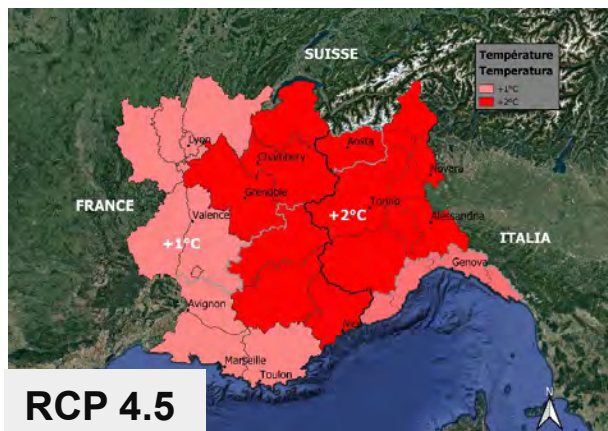 SUISSE
Température
Temperatura
+1°C
+2°C
Lyon
Aosta
Chambery
Novara
Grenoble
FRANCE
Valence
Torino
+2°C
Alessandria
+1°C
ITALIA
Genova
Avignon
Marseille
Toulon
N
RCP 4.5